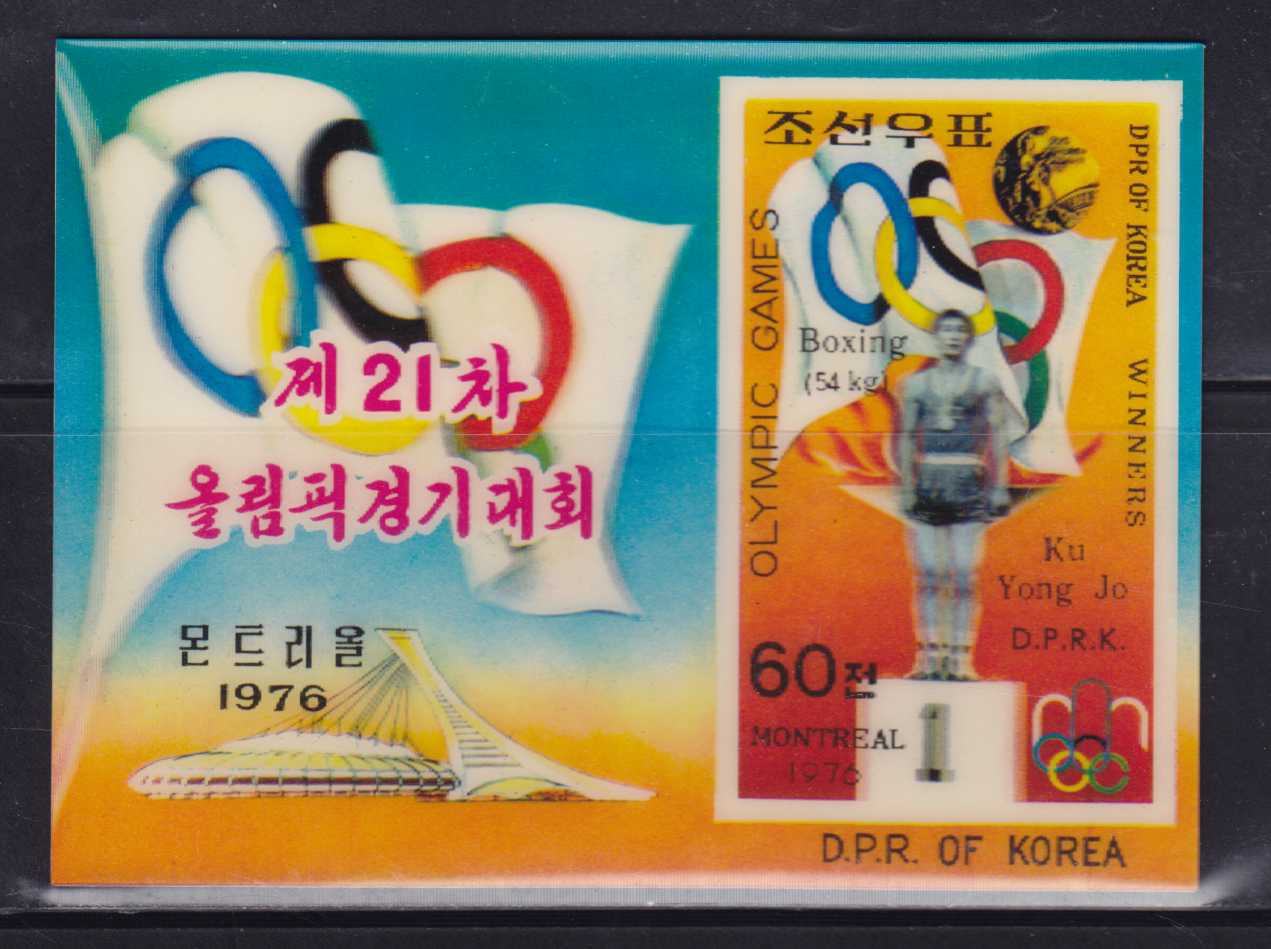 제21차
올림픽경기대회
몬트리올
1976
조선우표
DPR OF KOREA WINNERS
OLYMPIC GAMES
Boxing
(54 kg)
Ku
Yong Jo
D.P.R.K.
60전
MONTREAL
1976
1
D.P.R. OF KOREA